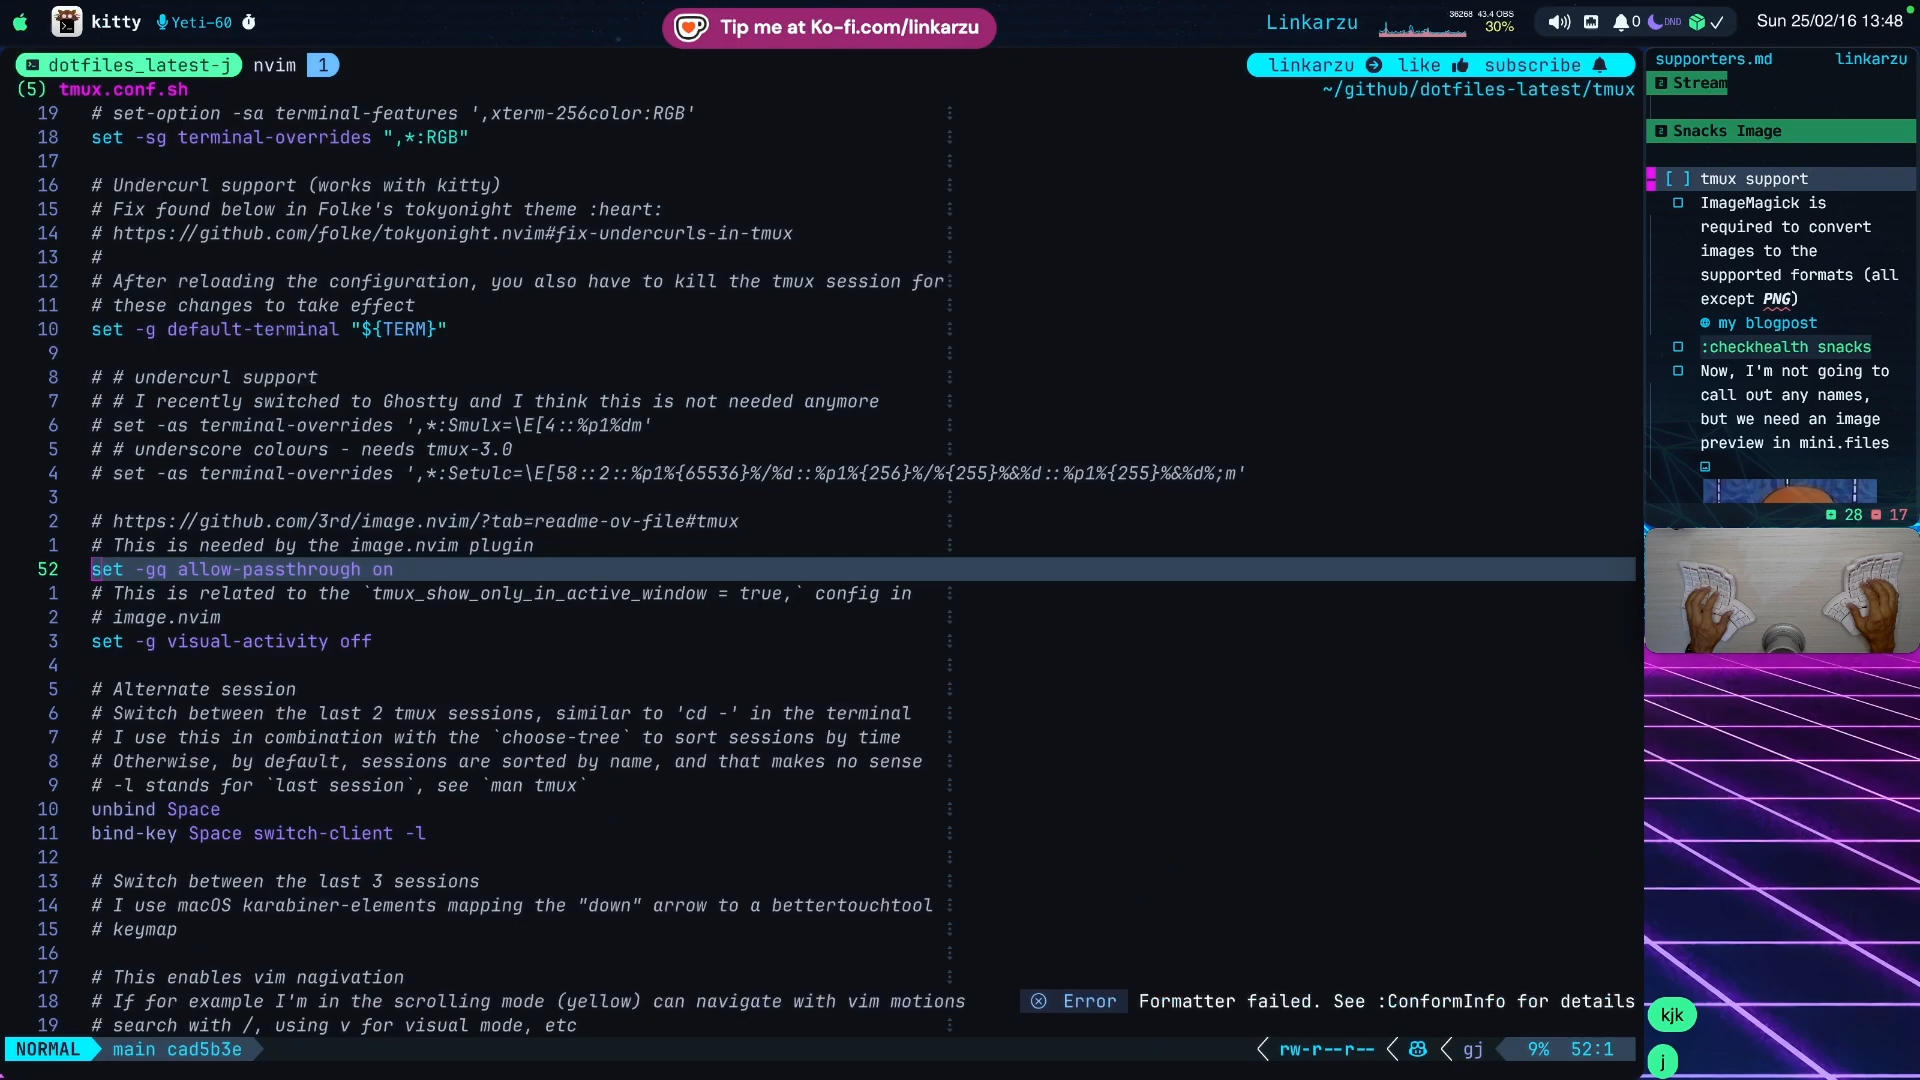 kitty Yeti-60
Tip me at Ko-fi.com/linkarzu
Linkarzu
36268 43.4 OBS
30%
0
DND
Sun 25/02/16 13:48
dotfiles_latest-j nvim 1
linkarzu like subscribe
(5) tmux.conf.sh
~/github/dotfiles-latest/tmux
19 # set-option -sa terminal-features ',xterm-256color:RGB'
18 set -sg terminal-overrides ",*:RGB"
17
16 # Undercurl support (works with kitty)
15 # Fix found below in Folke's tokyonight theme :heart:
14 # https://github.com/folke/tokyonight.nvim#fix-undercurls-in-tmux
13 #
12 # After reloading the configuration, you also have to kill the tmux session for
11 # these changes to take effect
10 set -g default-terminal "${TERM}"
9
8 # # undercurl support
7 # # I recently switched to Ghostty and I think this is not needed anymore
6 # set -as terminal-overrides ',*:Smulx=\E[4::%p1%dm'
5 # # underscore colours - needs tmux-3.0
4 # set -as terminal-overrides ',*:Setulc=\E[58::2::%p1%{65536}%/%d::%p1%{256}%/%{255}%&%d::%p1%{255}%&%d%;m'
3
2 # https://github.com/3rd/image.nvim/?tab=readme-ov-file#tmux
1 # This is needed by the image.nvim plugin
52 set -gq allow-passthrough on
1 # This is related to the `tmux_show_only_in_active_window = true,` config in
2 # image.nvim
3 set -g visual-activity off
4
5 # Alternate session
6 # Switch between the last 2 tmux sessions, similar to 'cd -' in the terminal
7 # I use this in combination with the `choose-tree` to sort sessions by time
8 # Otherwise, by default, sessions are sorted by name, and that makes no sense
9 # -l stands for `last session`, see `man tmux`
10 unbind Space
11 bind-key Space switch-client -l
12
13 # Switch between the last 3 sessions
14 # I use macOS karabiner-elements mapping the "down" arrow to a bettertouchtool
15 # keymap
16
17 # This enables vim nagivation
18 # If for example I'm in the scrolling mode (yellow) can navigate with vim motions
19 # search with /, using v for visual mode, etc
Error Formatter failed. See :ConformInfo for details
NORMAL main cad5b3e
rw-r--r-- gj 9% 52:1
supporters.md linkarzu
2 Stream
2 Snacks Image
[ ] tmux support
ImageMagick is
required to convert
images to the
supported formats (all
except PNG)
my blogpost
:checkhealth snacks
Now, I'm not going to
call out any names,
but we need an image
preview in mini.files
28 17
kjk
j